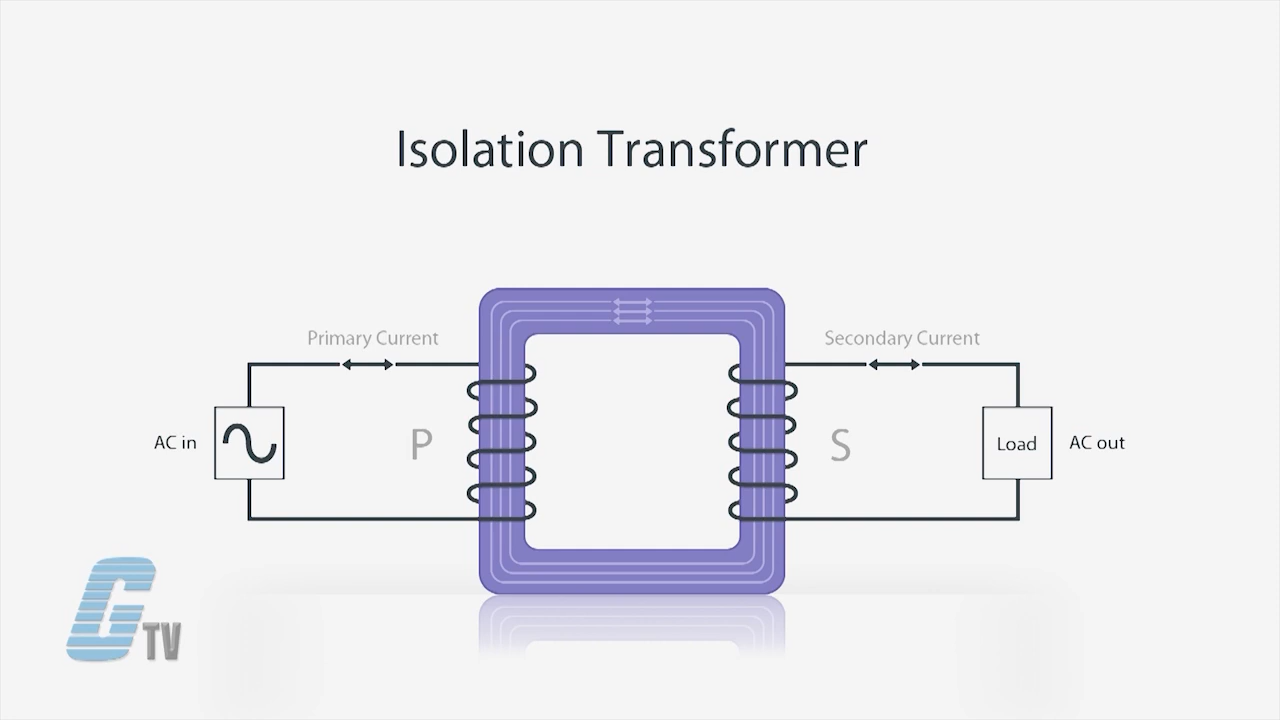 Isolation Transformer
Primary Current
Secondary Current
AC in
P
S
Load
AC out
G TV